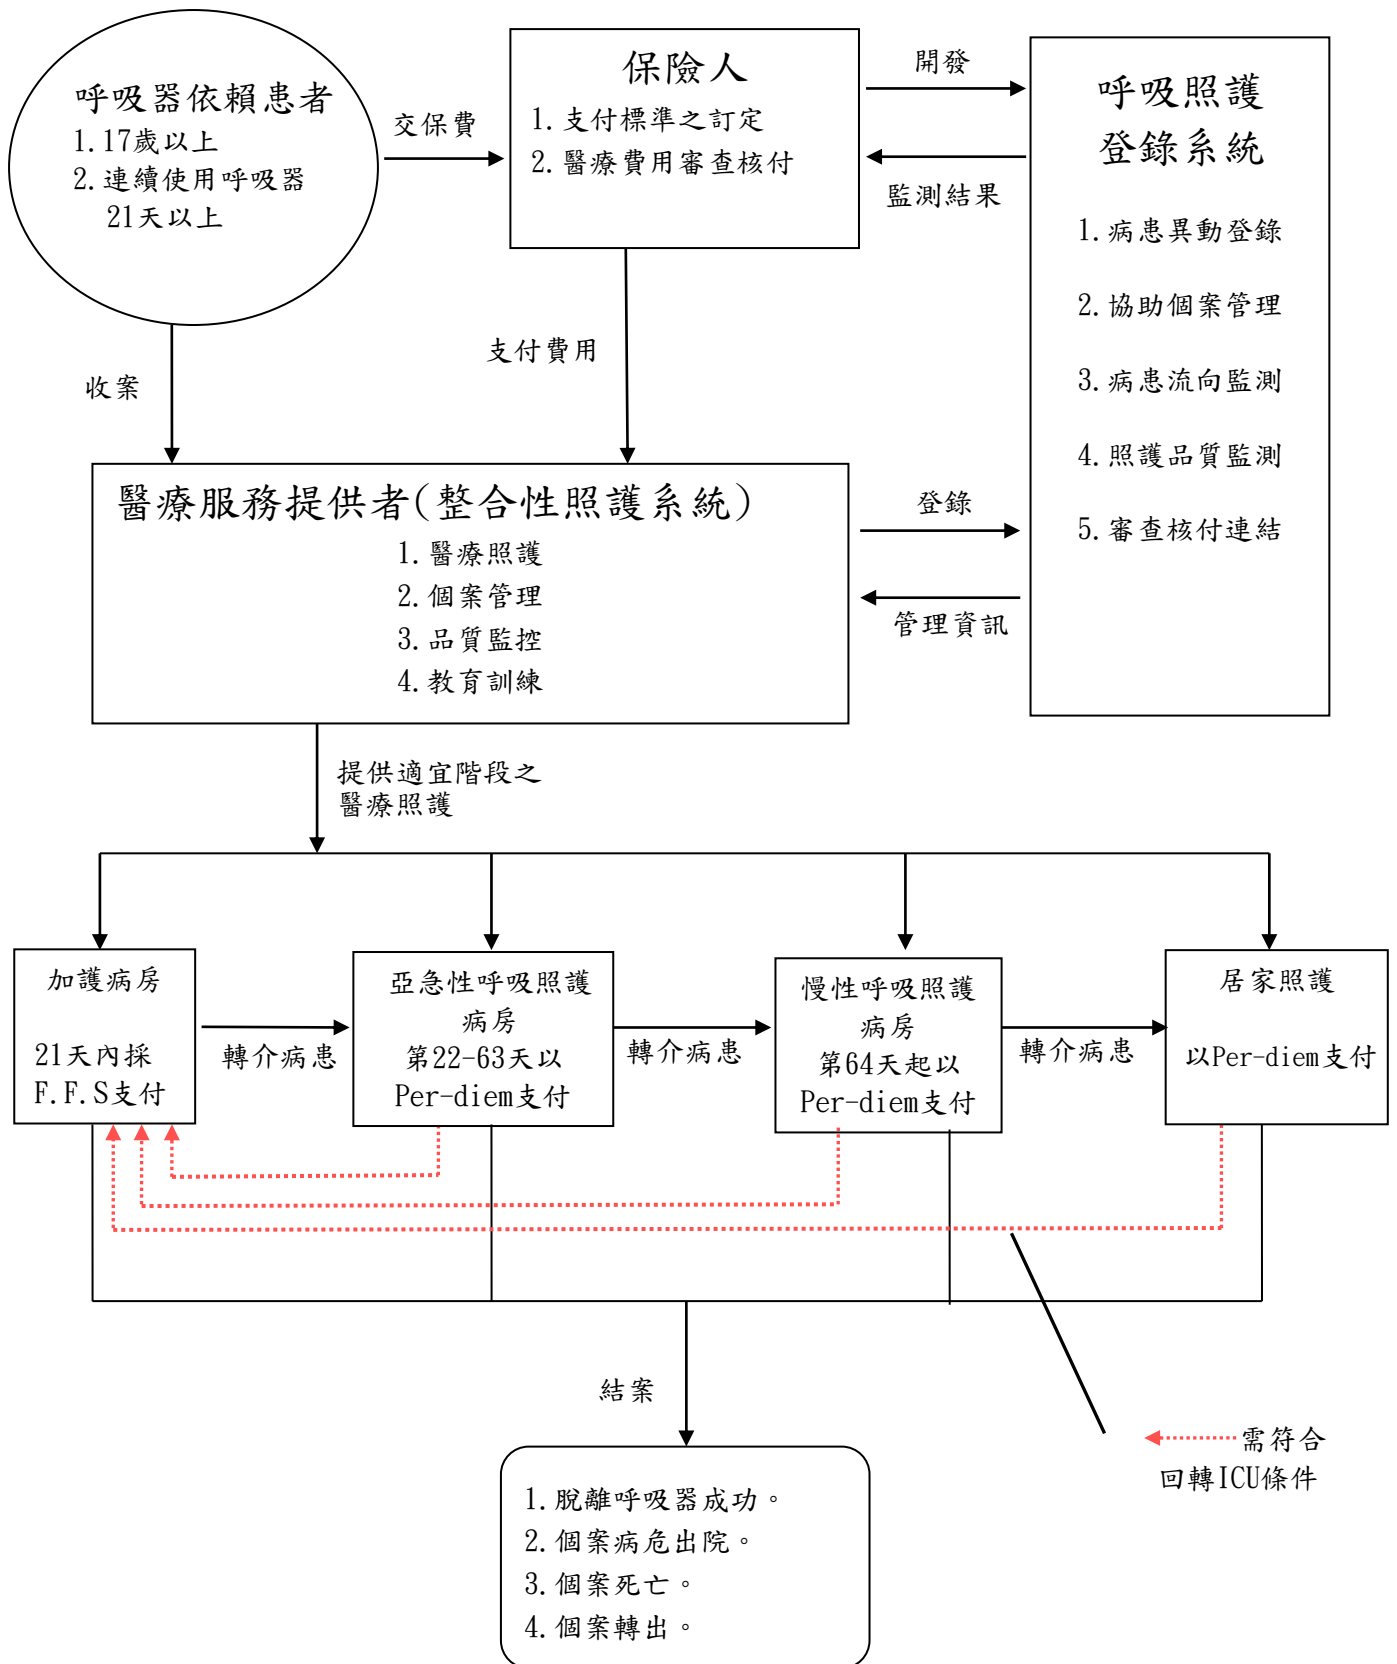 呼吸器依賴患者
1.17歲以上
2.連續使用呼吸器
21天以上
交保費
保險人
1.支付標準之訂定
2.醫療費用審查核付
開發
監測結果
呼吸照護
登錄系統
1.病患異動登錄
2.協助個案管理
3.病患流向監測
4.照護品質監測
5.審查核付連結
收案
支付費用
醫療服務提供者(整合性照護系統)
1.醫療照護
2.個案管理
3.品質監控
4.教育訓練
登錄
管理資訊
提供適宜階段之
醫療照護
加護病房
21天內採
F.F.S支付
轉介病患
亞急性呼吸照護
病房
第22-63天以
Per-diem支付
轉介病患
慢性呼吸照護
病房
第64天起以
Per-diem支付
轉介病患
居家照護
以Per-diem支付
結案
需符合
回轉ICU條件
1.脫離呼吸器成功。
2.個案病危出院。
3.個案死亡。
4.個案轉出。